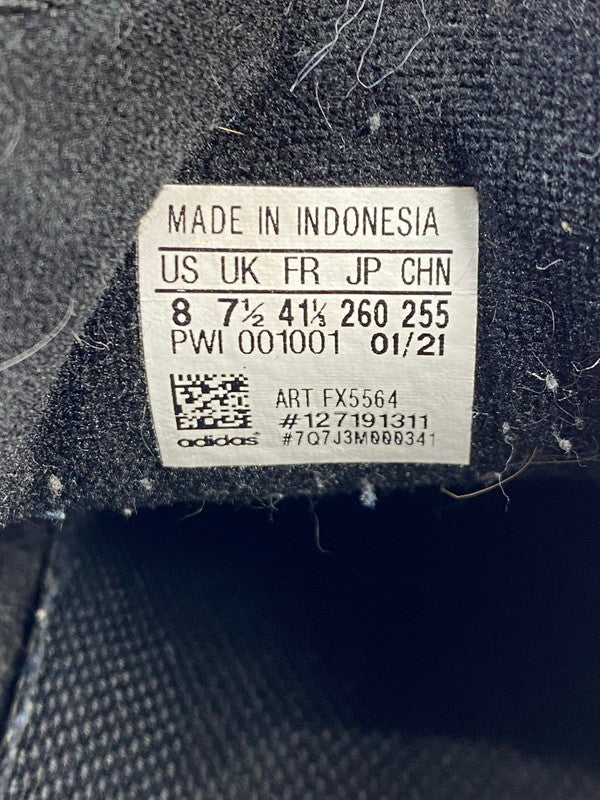 MADE IN INDONESIA
US UK FR JP CHN
8 7½ 41⅓ 260 255
PWI 001001 01/21
ART FX5564
#127191311
adidas #7Q7J3M000341